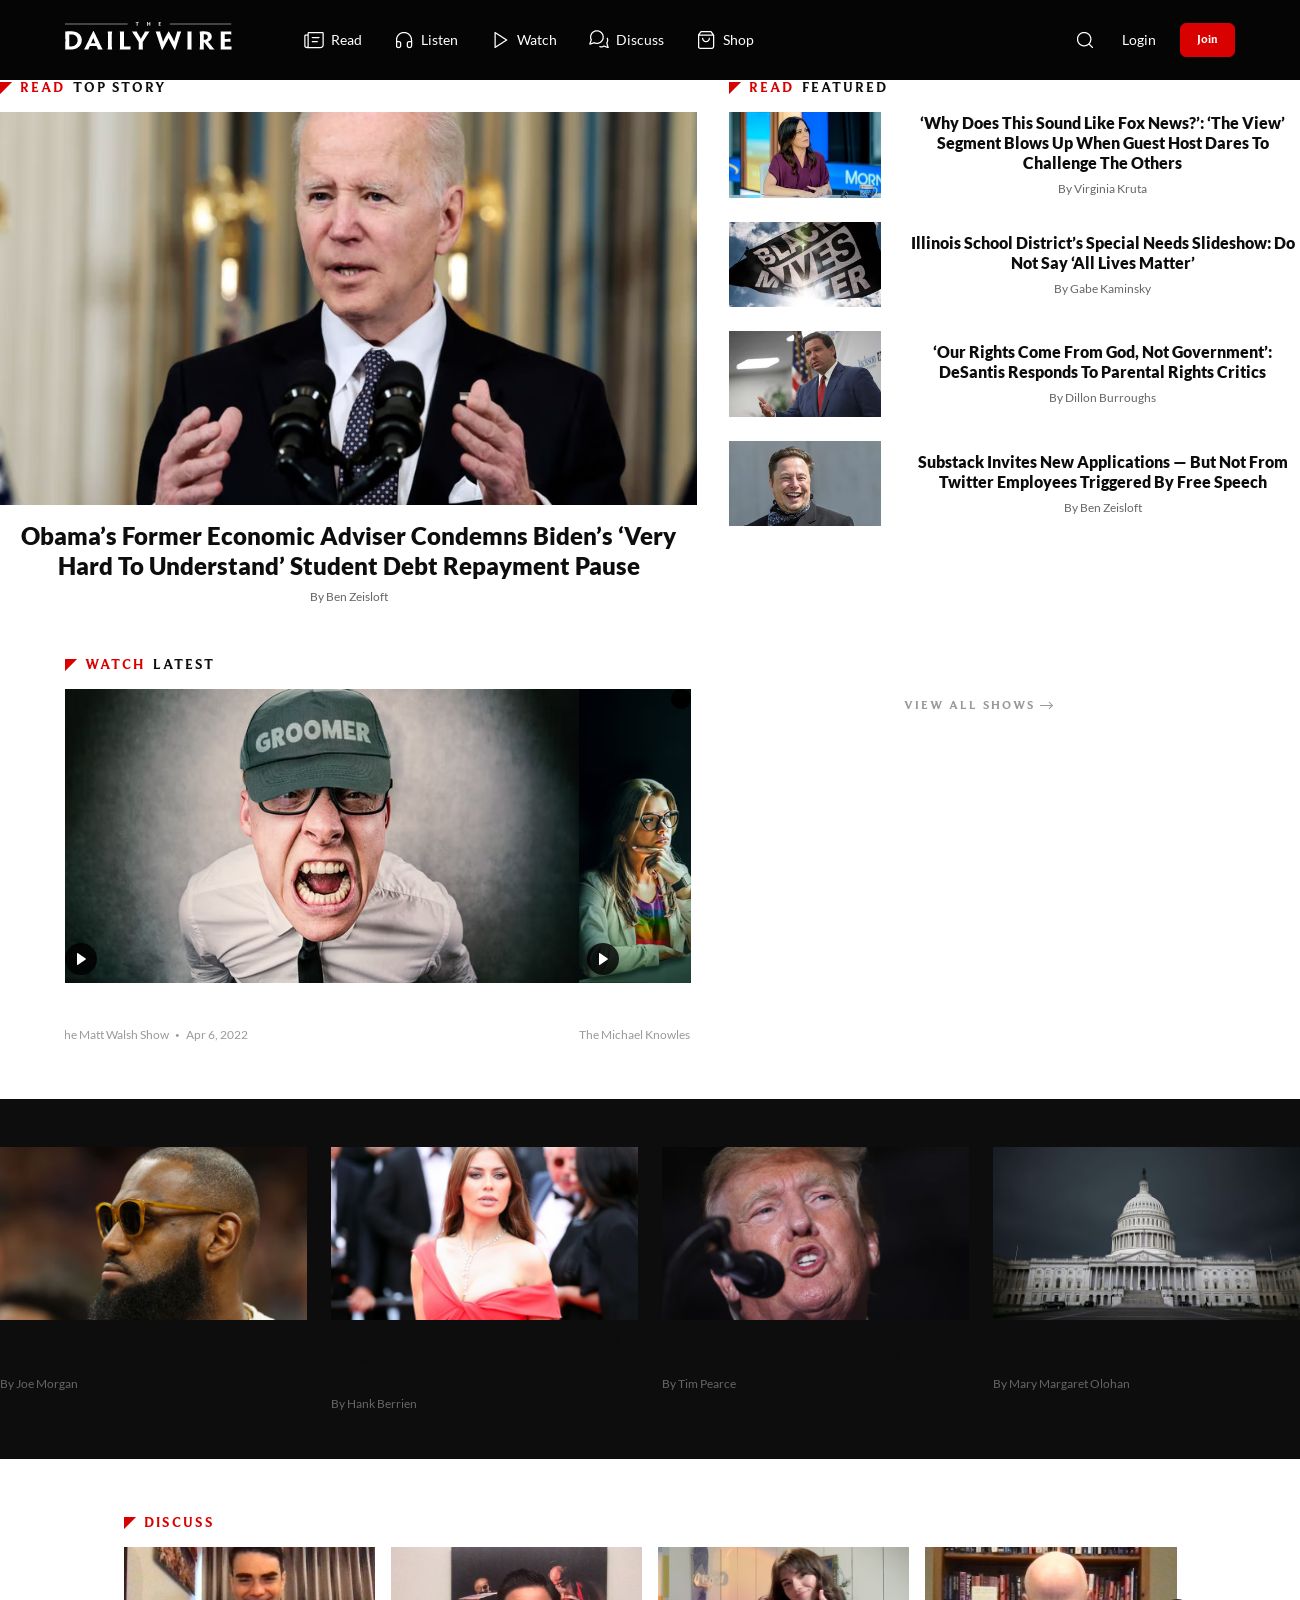 THE
DAILYWIRE
Read
Listen
Watch
Discuss
Shop
Login
Join
READ TOP STORY
Obama’s Former Economic Adviser Condemns Biden’s ‘Very
Hard To Understand’ Student Debt Repayment Pause
By Ben Zeisloft
READ FEATURED
MORN
‘Why Does This Sound Like Fox News?’: ‘The View’
Segment Blows Up When Guest Host Dares To
Challenge The Others
By Virginia Kruta
BLACK
LIVES
MATTER
Illinois School District’s Special Needs Slideshow: Do
Not Say ‘All Lives Matter’
By Gabe Kaminsky
‘Our Rights Come From God, Not Government’:
DeSantis Responds To Parental Rights Critics
By Dillon Burroughs
Substack Invites New Applications — But Not From
Twitter Employees Triggered By Free Speech
By Ben Zeisloft
WATCH LATEST
VIEW ALL SHOWS
GROOMER
he Matt Walsh Show • Apr 6, 2022
The Michael Knowles
By Joe Morgan
By Hank Berrien
By Tim Pearce
By Mary Margaret Olohan
DISCUSS